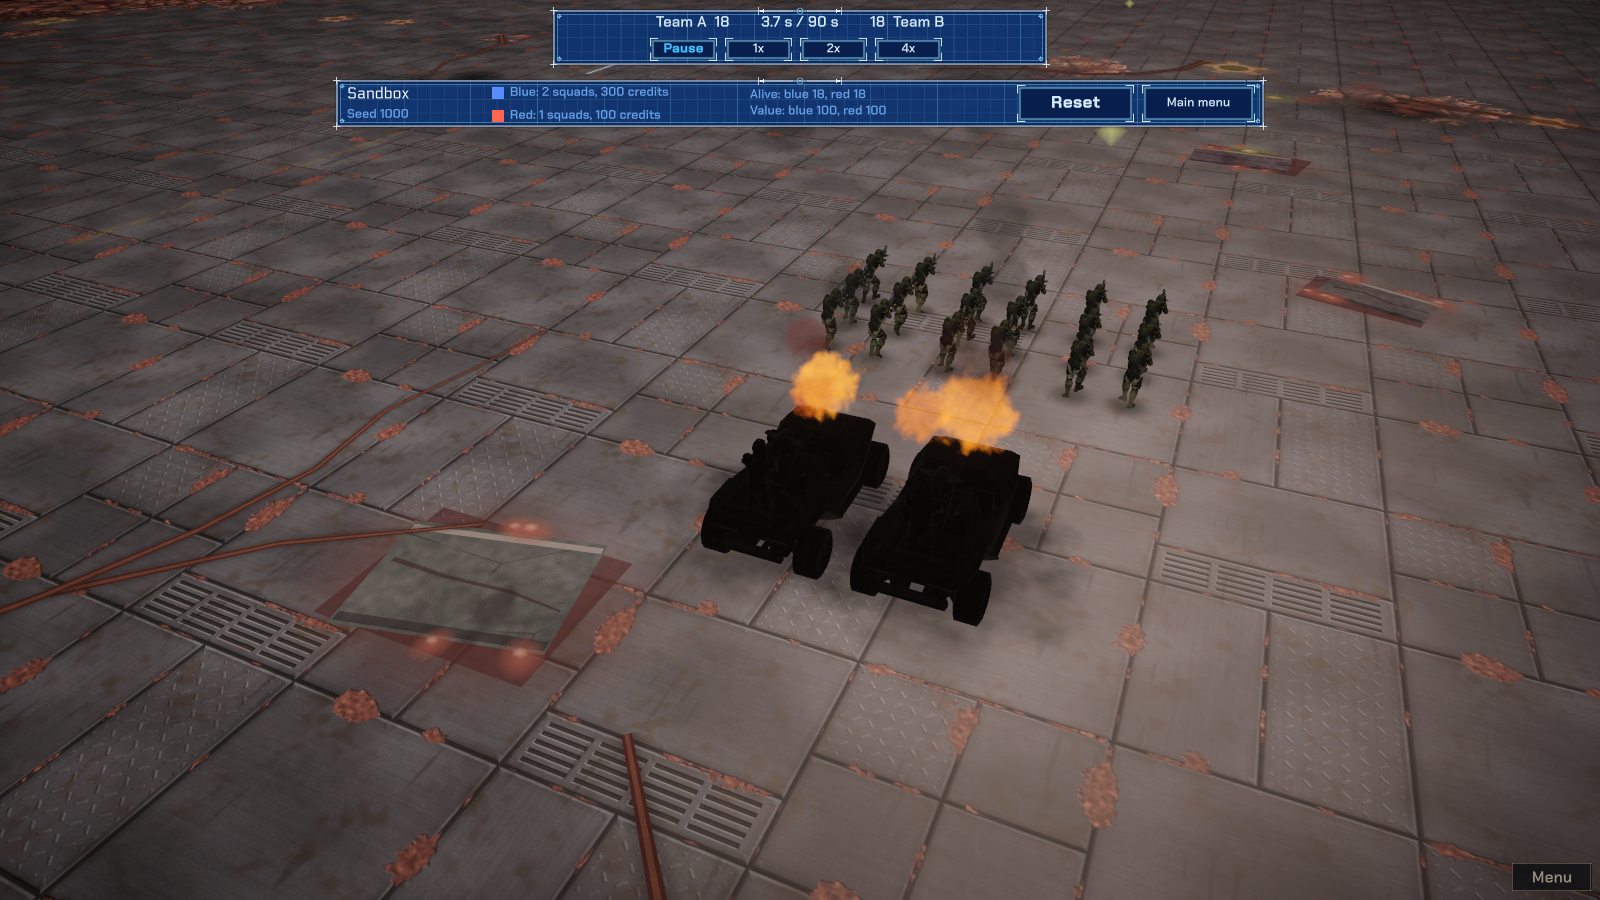 Team A 18 3.7 s / 90 s 18 Team B
Pause 1x 2x 4x
Sandbox
Seed 1000
Blue: 2 squads, 300 credits
Red: 1 squads, 100 credits
Alive: blue 18, red 18
Value: blue 100, red 100
Reset
Main menu
Menu